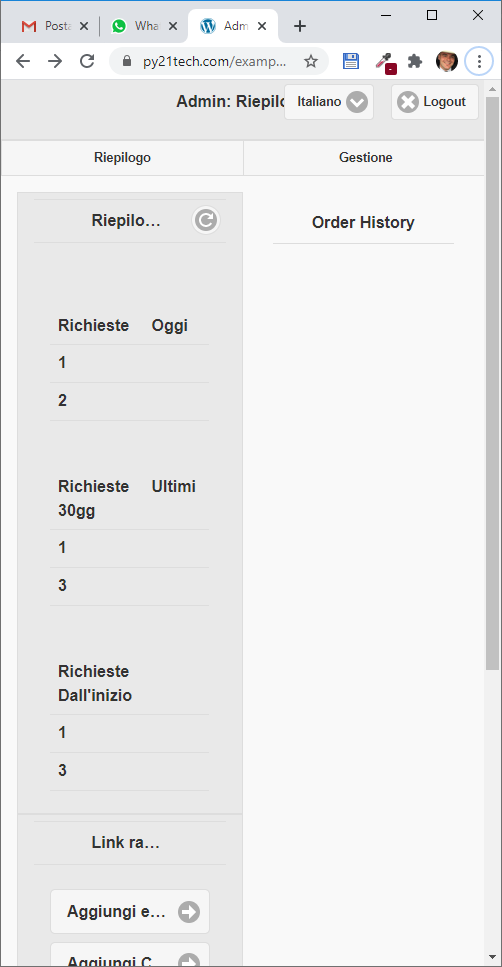 Posta
Wha
Adm
py21tech.com/examp...
Admin: Riepilo
Italiano
Logout
Riepilogo
Gestione
Riepilo...
Order History
Richieste Oggi
1
2
Richieste Ultimi
30gg
1
3
Richieste
Dall'inizio
1
3
Link ra...
Aggiungi e...
Aggiungi C